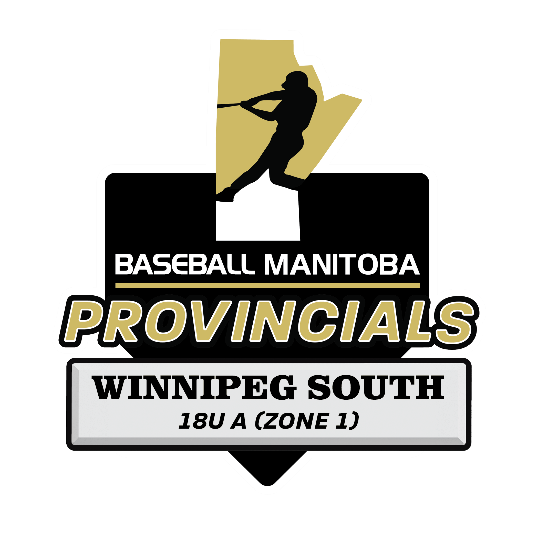 BASEBALL MANITOBA
PROVINCIALS
WINNIPEG SOUTH
18U A (ZONE 1)